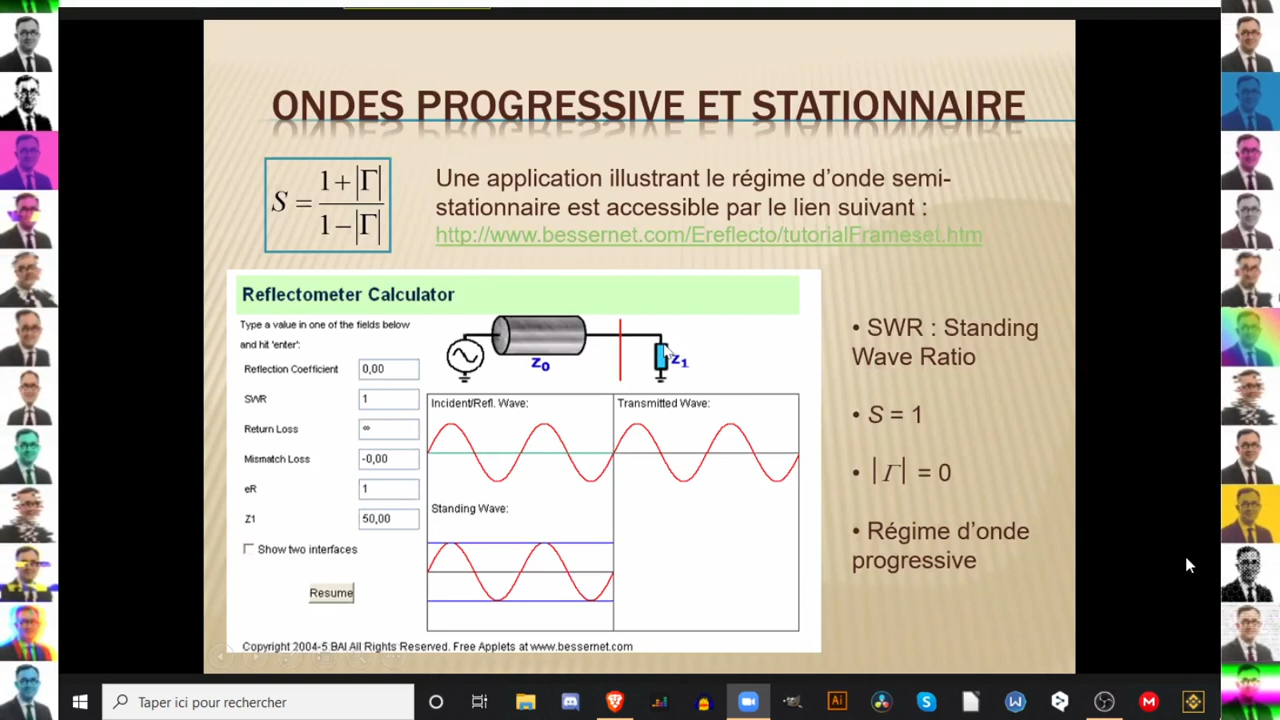 ONDES PROGRESSIVE ET STATIONNAIRE
S = 1+|Γ| / 1−|Γ|
Une application illustrant le régime d’onde semi-
stationnaire est accessible par le lien suivant :
http://www.bessernet.com/Ereflecto/tutorialFrameset.htm
Reflectometer Calculator
Type a value in one of the fields below
and hit 'enter':
Reflection Coefficient 0,00
SWR 1
Return Loss ∞
Mismatch Loss -0,00
eR 1
Z1 50,00
Show two interfaces
Resume
Z0
Z1
Incident/Refl. Wave:
Transmitted Wave:
Standing Wave:
Copyright 2004-5 BAI All Rights Reserved. Free Applets at www.bessernet.com
• SWR : Standing
Wave Ratio
• S = 1
• |Γ| = 0
• Régime d’onde
progressive
Taper ici pour rechercher
Ai
S
W
M